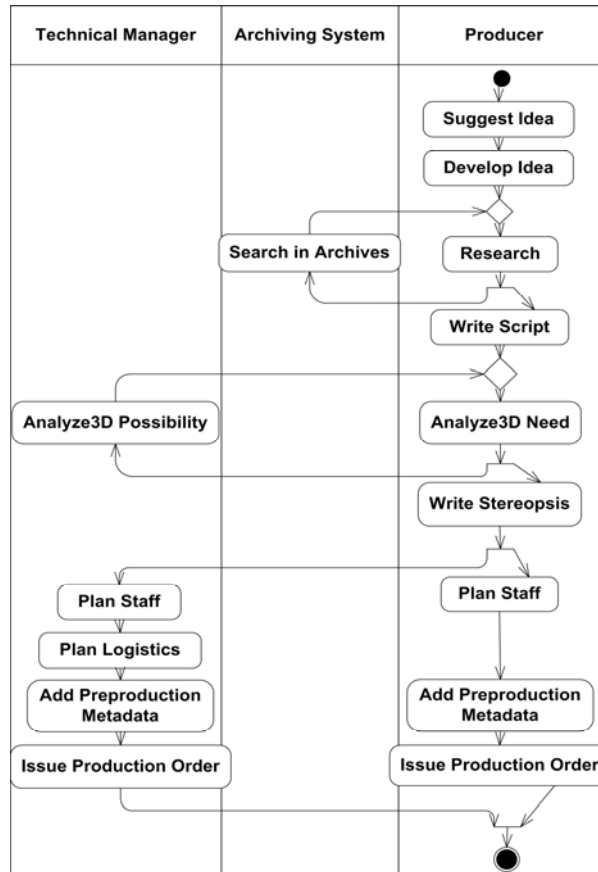 Technical Manager
Archiving System
Producer
Suggest Idea
Develop Idea
Search in Archives
Research
Write Script
Analyze3D Possibility
Analyze3D Need
Write Stereopsis
Plan Staff
Plan Staff
Plan Logistics
Add Preproduction
Metadata
Add Preproduction
Metadata
Issue Production Order
Issue Production Order